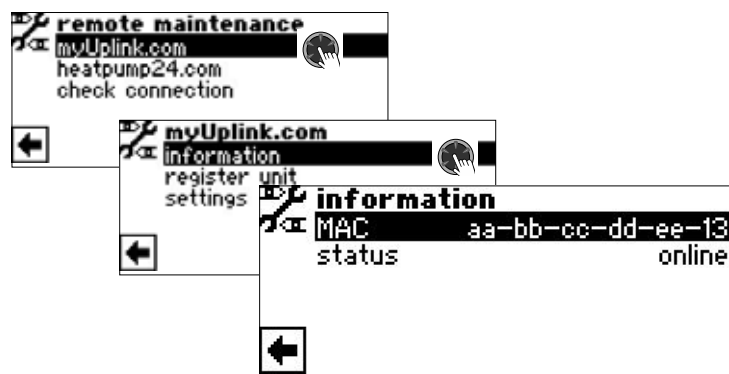 remote maintenance
myUplink.com
heatpump24.com
check connection
myUplink.com
information
register unit
settings
information
MAC aa-bb-cc-dd-ee-13
status online